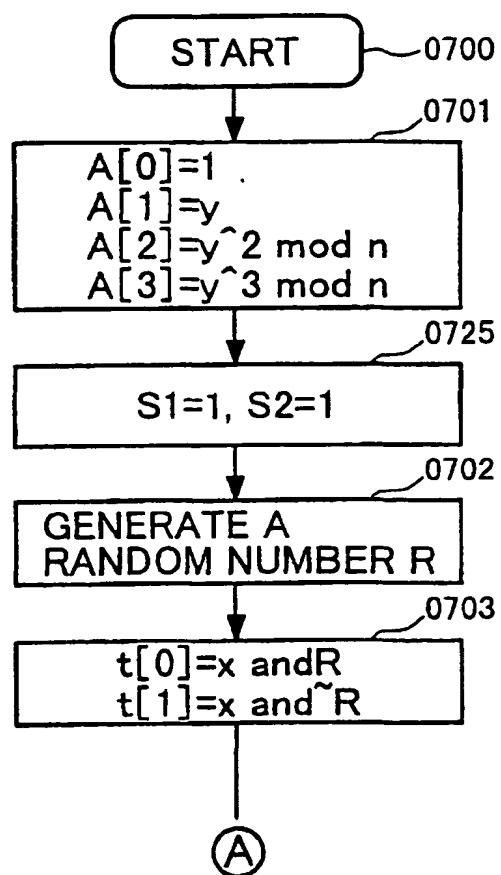 START
0700
0701
A[0]=1
A[1]=y
A[2]=y^2 mod n
A[3]=y^3 mod n
0725
S1=1, S2=1
0702
GENERATE A
RANDOM NUMBER R
0703
t[0]=x andR
t[1]=x and~R
A